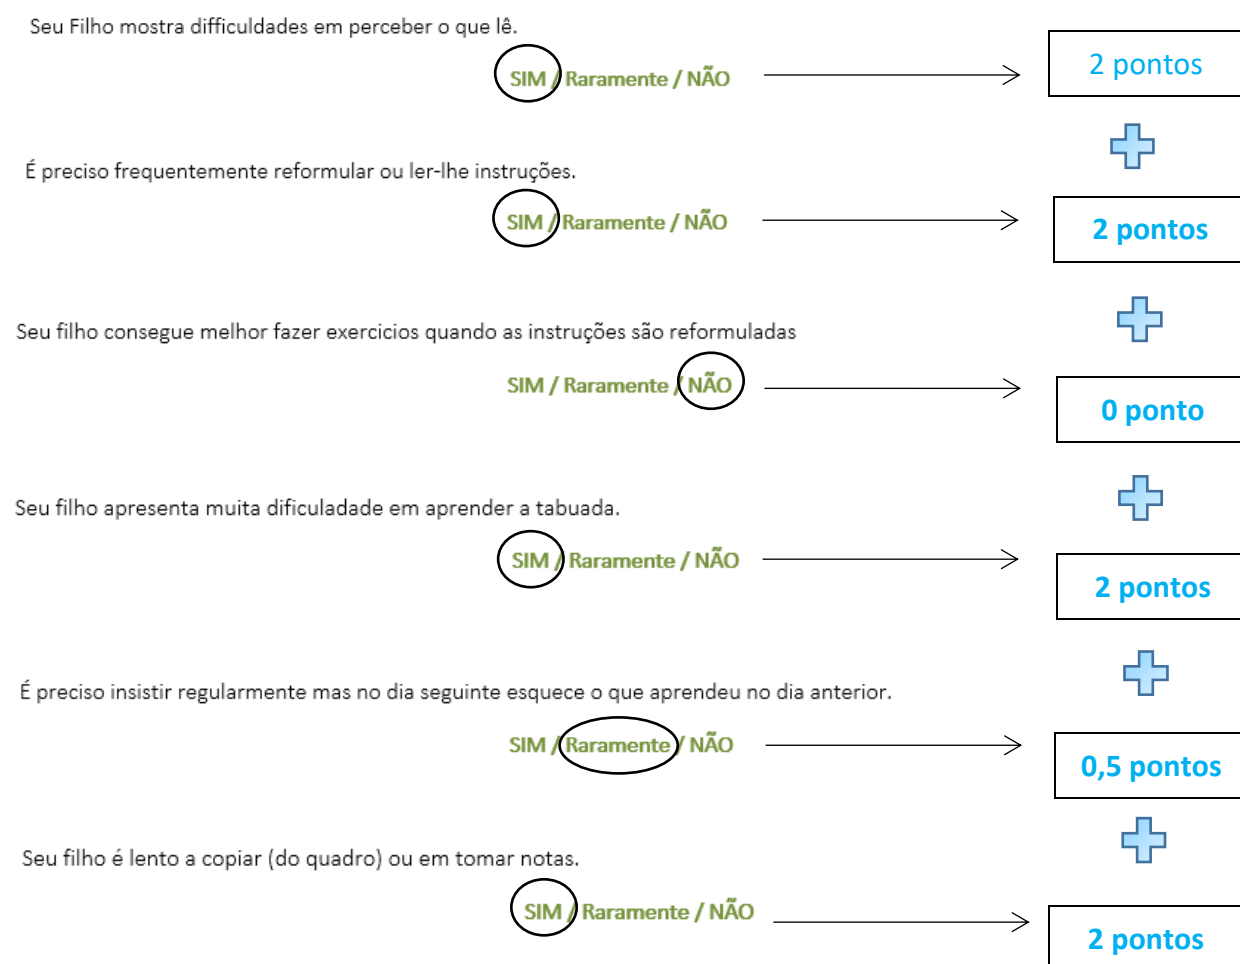 Seu Filho mostra difficuldades em perceber o que lê.
SIM / Raramente / NÃO
2 pontos
É preciso frequentemente reformular ou ler-lhe instruções.
SIM / Raramente / NÃO
2 pontos
Seu filho consegue melhor fazer exercicios quando as instruções são reformuladas
SIM / Raramente / NÃO
0 ponto
Seu filho apresenta muita dificuladade em aprender a tabuada.
SIM / Raramente / NÃO
2 pontos
É preciso insistir regularmente mas no dia seguinte esquece o que aprendeu no dia anterior.
SIM / Raramente / NÃO
0,5 pontos
Seu filho é lento a copiar (do quadro) ou em tomar notas.
SIM / Raramente / NÃO
2 pontos